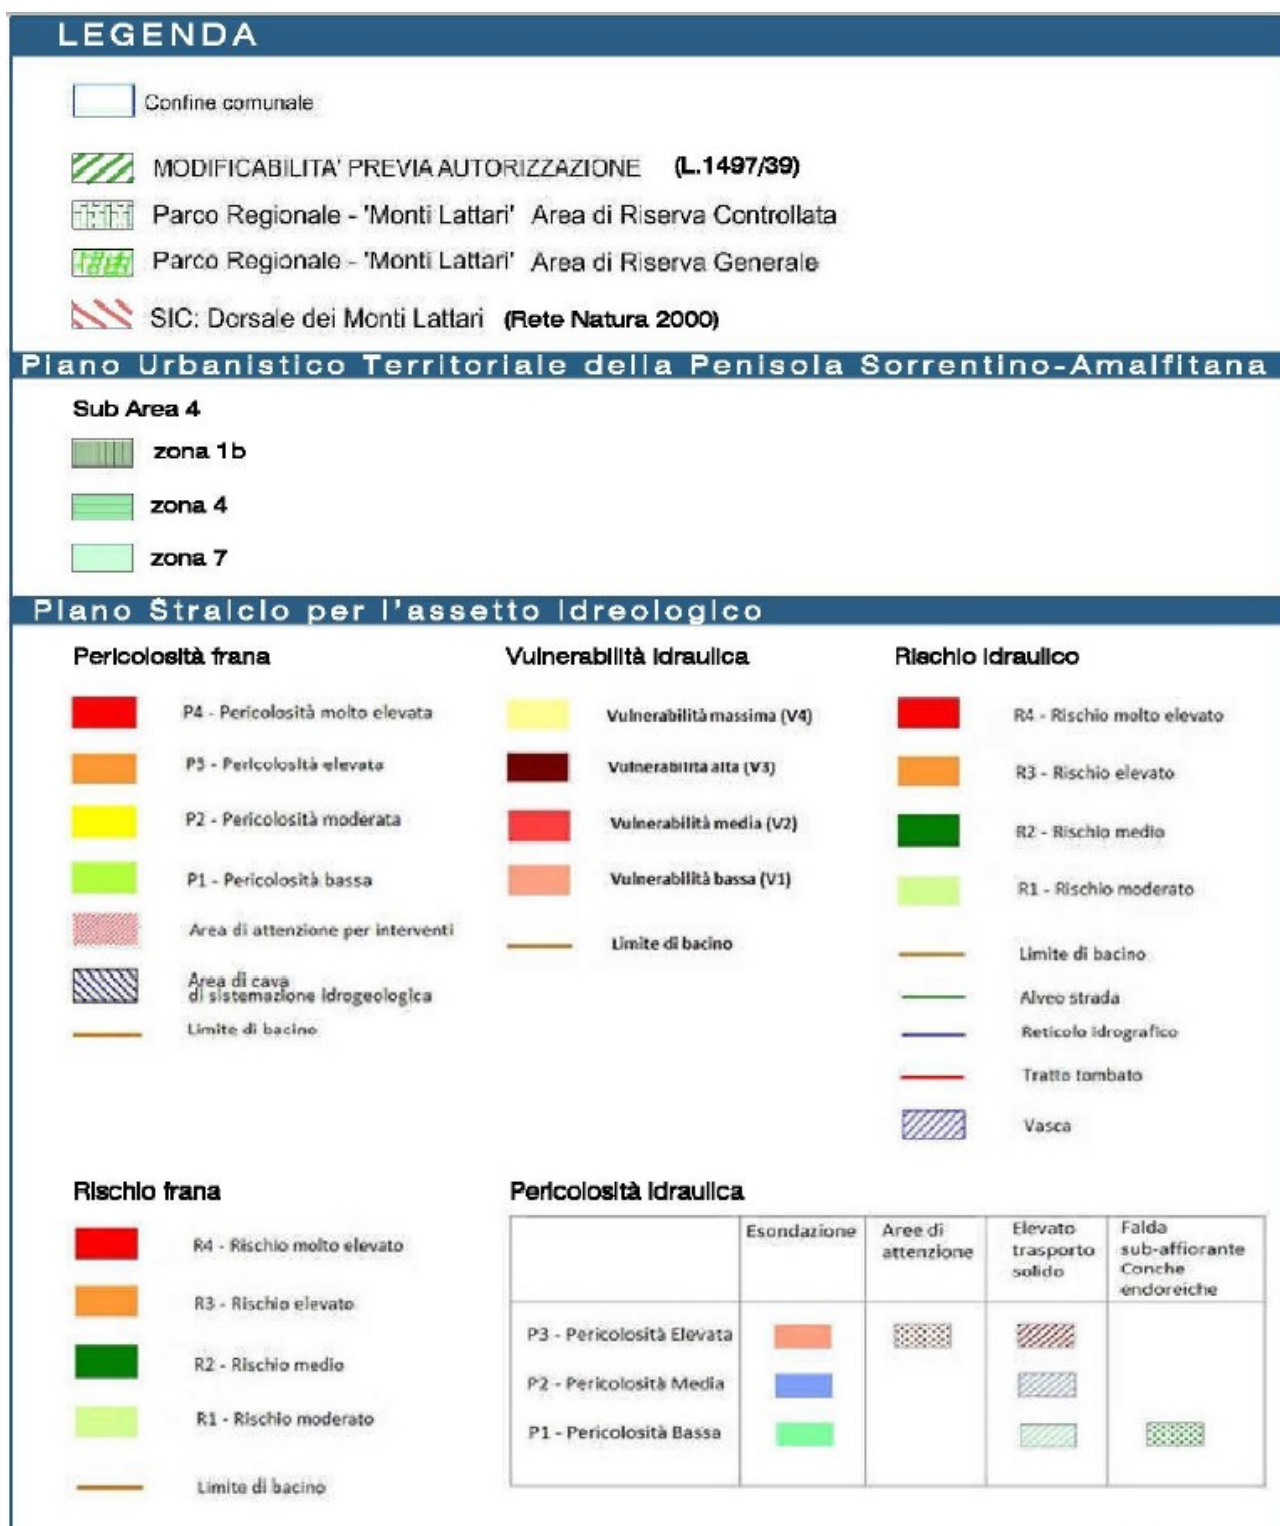 LEGENDA
Confine comunale
MODIFICABILITA' PREVIA AUTORIZZAZIONE (L.1497/39)
Parco Regionale - 'Monti Lattari' Area di Riserva Controllata
Parco Regionale - 'Monti Lattari' Area di Riserva Generale
SIC: Dorsale dei Monti Lattari (Rete Natura 2000)
Piano Urbanistico Territoriale della Penisola Sorrentino-Amalfitana
Sub Area 4
zona 1b
zona 4
zona 7
Piano Stralcio per l'assetto idreologico
Pericolosità frana
P4 - Pericolosità molto elevata
P3 - Pericolosità elevata
P2 - Pericolosità moderata
P1 - Pericolosità bassa
Area di attenzione per interventi
Area di cava
di sistemazione idrogeologica
Limite di bacino
Vulnerabilità idraulica
Vulnerabilità massima (V4)
Vulnerabilità alta (V3)
Vulnerabilità media (V2)
Vulnerabilità bassa (V1)
Limite di bacino
Rischio idraulico
R4 - Rischio molto elevato
R3 - Rischio elevato
R2 - Rischio medio
R1 - Rischio moderato
Limite di bacino
Alveo strada
Reticolo idrografico
Tratto tombato
Vasca
Rischio frana
R4 - Rischio molto elevato
R3 - Rischio elevato
R2 - Rischio medio
R1 - Rischio moderato
Limite di bacino
Pericolosità idraulica
Esondazione
Aree di
attenzione
Elevato
trasporto
solido
Falda
sub-affiorante
Conche
endoreiche
P3 - Pericolosità Elevata
P2 - Pericolosità Media
P1 - Pericolosità Bassa